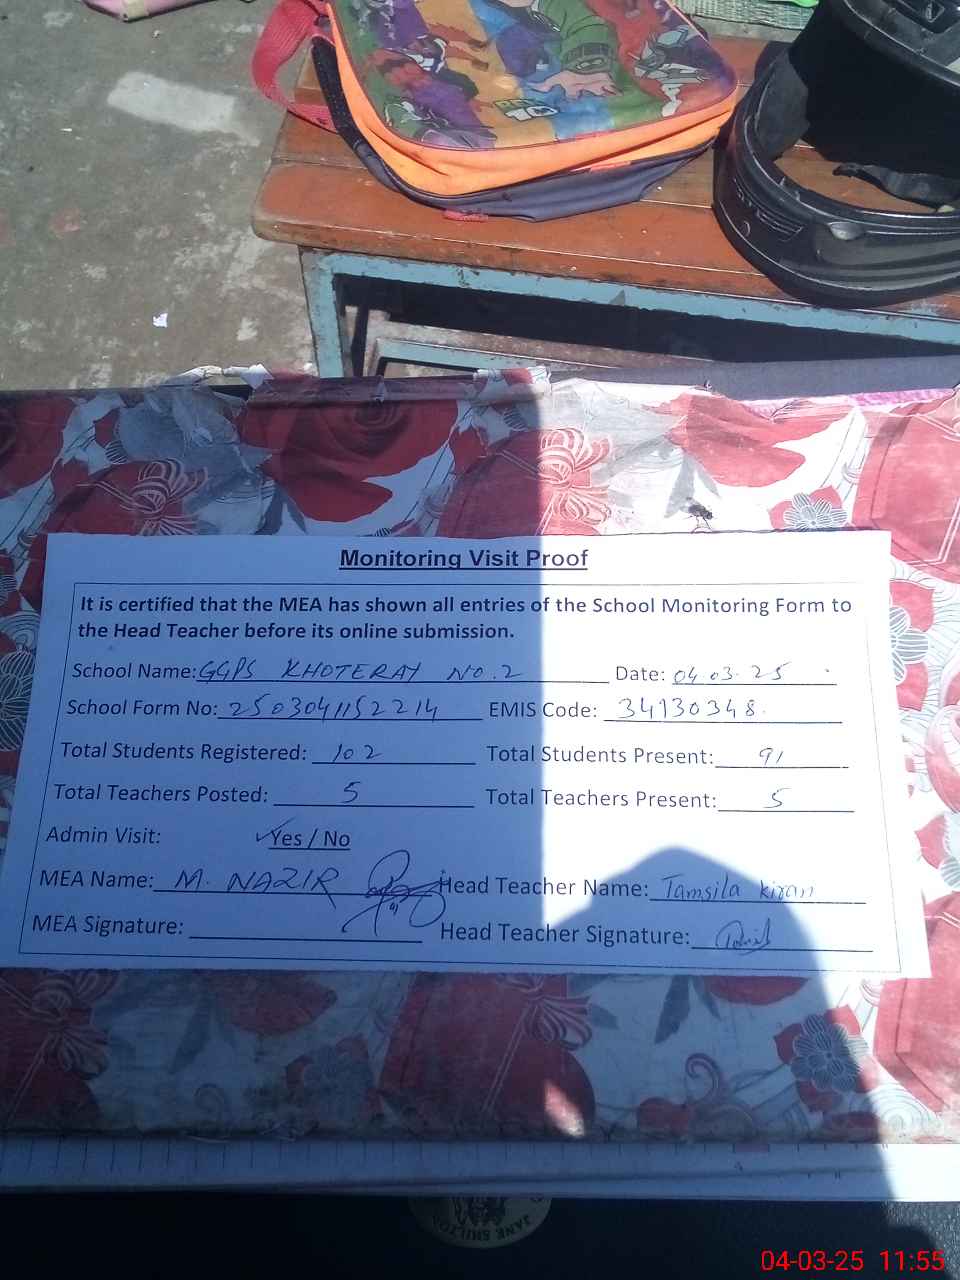 Monitoring Visit Proof
It is certified that the MEA has shown all entries of the School Monitoring Form to
the Head Teacher before its online submission.
School Name: GGPS KHOTERAY NO.2 Date: 04.03.25
School Form No: 2503041152214 EMIS Code: 34130348
Total Students Registered: 102 Total Students Present: 91
Total Teachers Posted: 5 Total Teachers Present: 5
Admin Visit: ✓Yes / No
MEA Name: M. NAZIR Head Teacher Name: Tamsila Kiran
MEA Signature: Head Teacher Signature:
JANE SHILTON
04-03-25 11:55